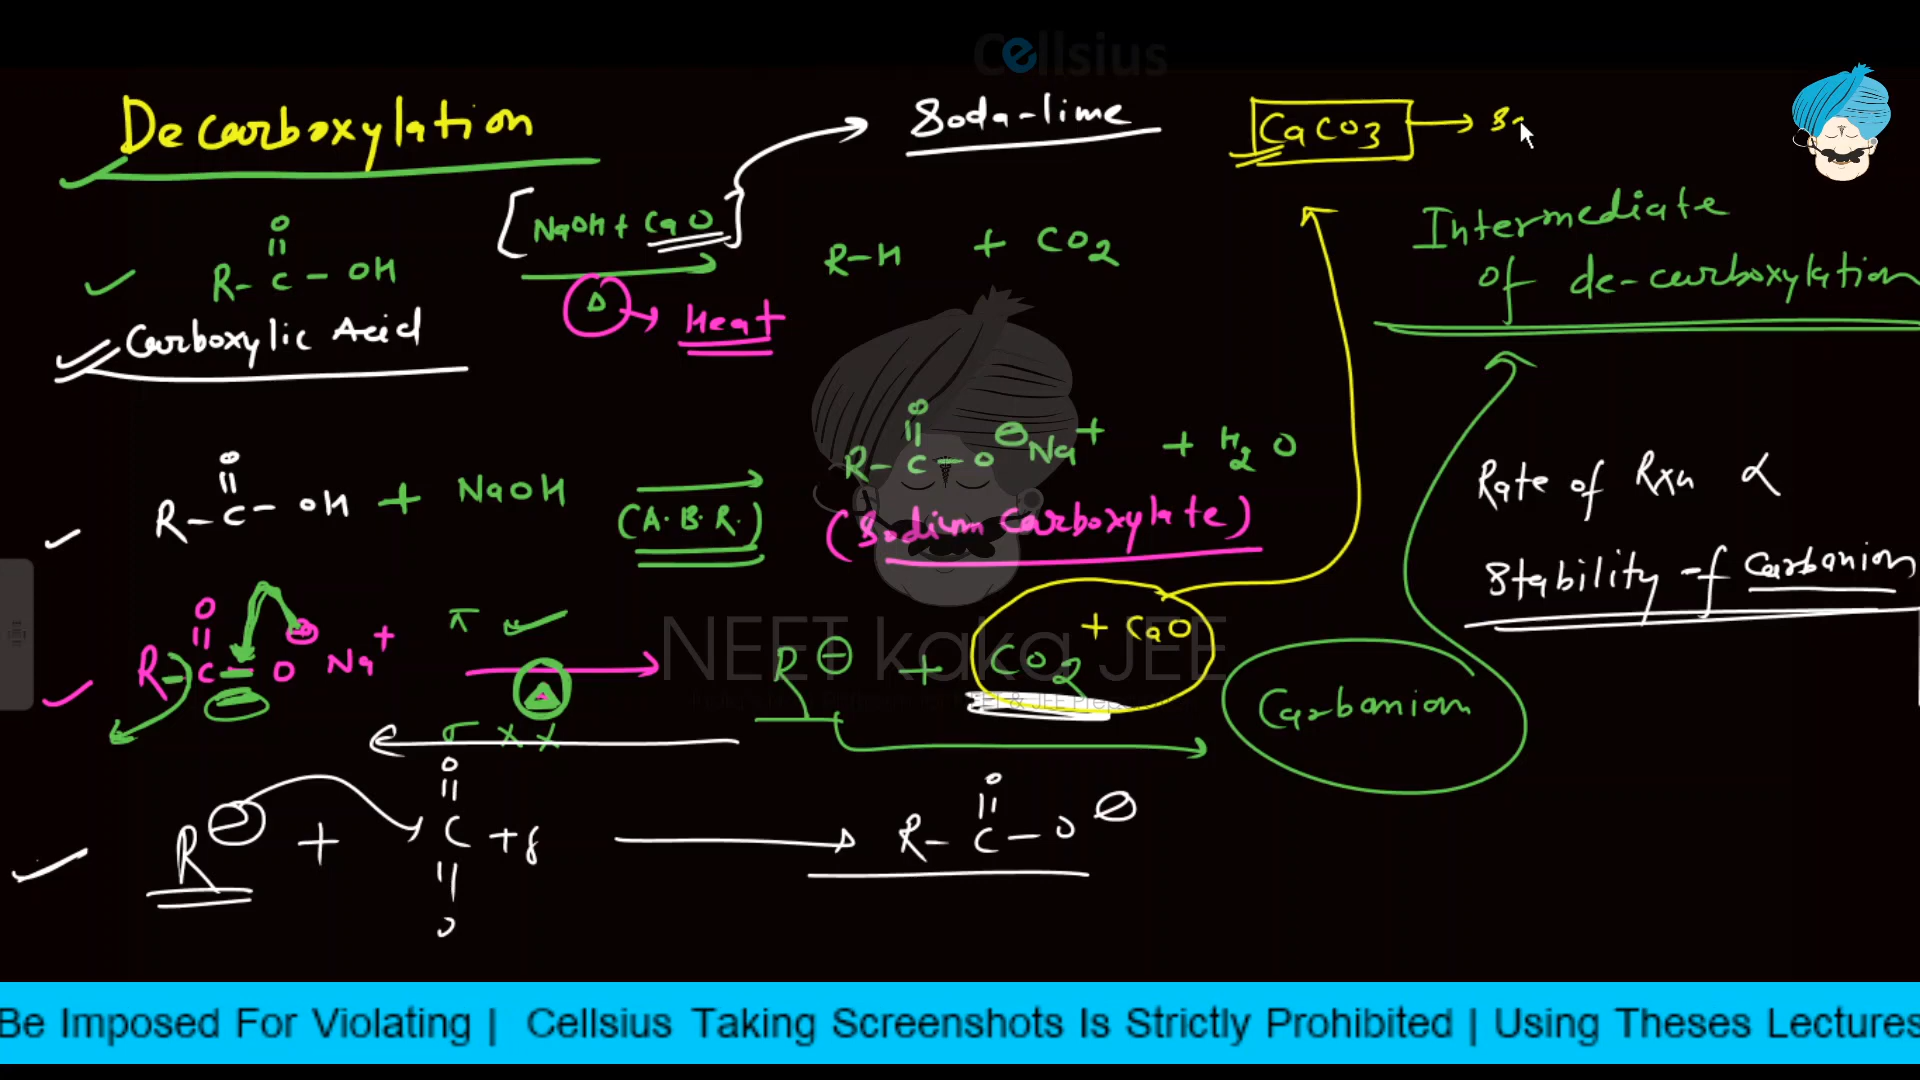 Cellsius
Decarboxylation
Soda-lime
CaCO3 →
[NaOH + CaO]
O
R-C-OH
Δ → Heat
R-H + CO2
Intermediate
of de-carboxylation
Carboxylic Acid
O
R-C-OH + NaOH
(A.B.R.)
O
R-C-O⊖Na+ + H2O
(Sodium carboxylate)
Rate of Rxn ∝
Stability of Carbanion
O
R-C-O⊖ Na+
π ✓
Δ
σ ××
R⊖ + CO2 + CaO
Carbanion
NEET kaka JEE
R⊖ +
O
C +δ
O
→
O
R-C-O⊖
Be Imposed For Violating | Cellsius Taking Screenshots Is Strictly Prohibited | Using Theses Lectures